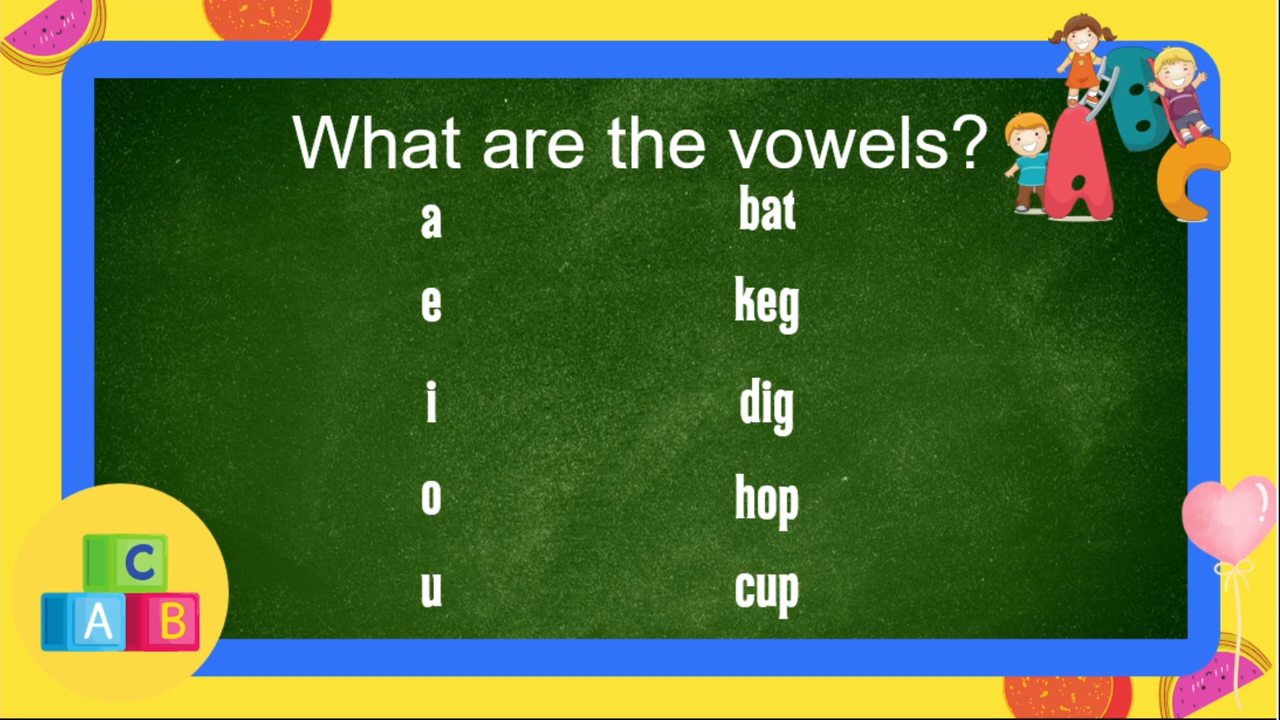 What are the vowels?
a bat
e keg
i dig
o hop
u cup
A B C
C
A B